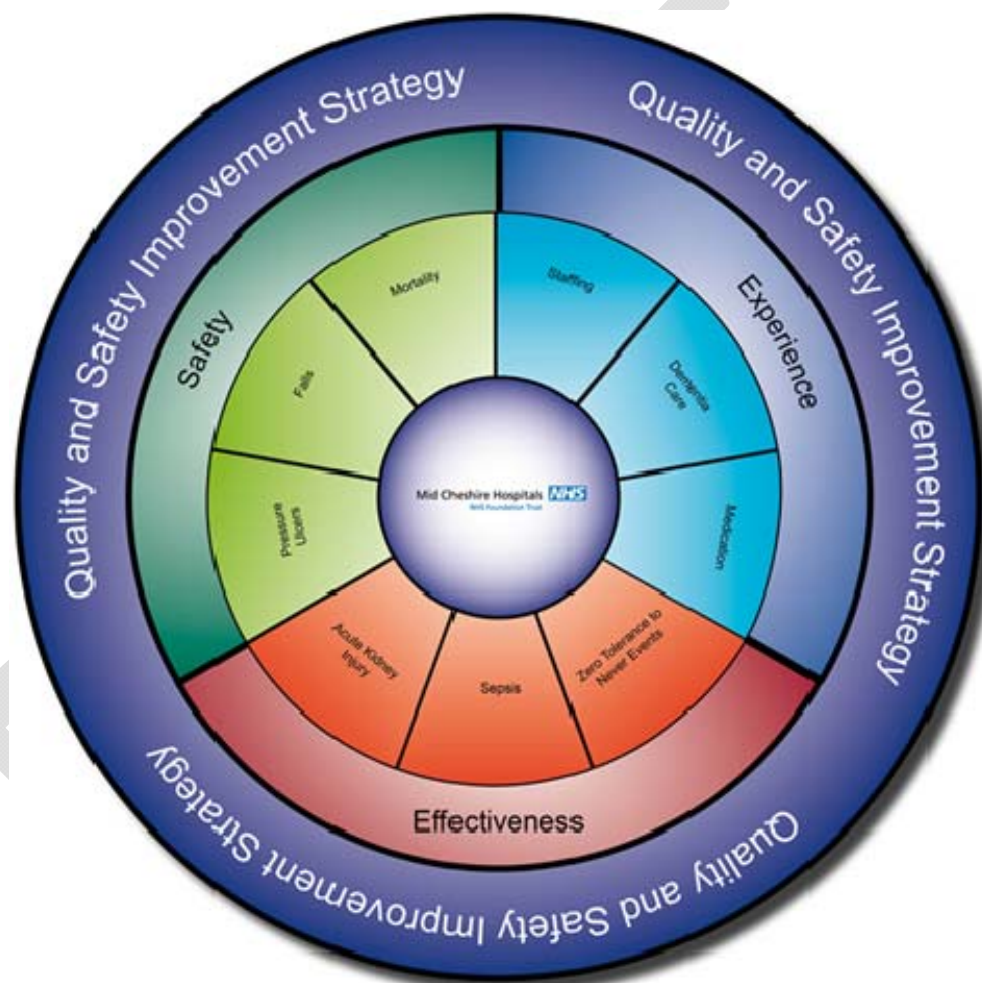 Quality and Safety Improvement Strategy
Quality and Safety Improvement Strategy
Quality and Safety Improvement Strategy
Safety
Experience
Effectiveness
Mortality
Falls
Pressure
Ulcers
Staffing
Dementia
Care
Medication
Acute Kidney
Injury
Sepsis
Zero Tolerance to
Never Events
Mid Cheshire Hospitals NHS
NHS Foundation Trust